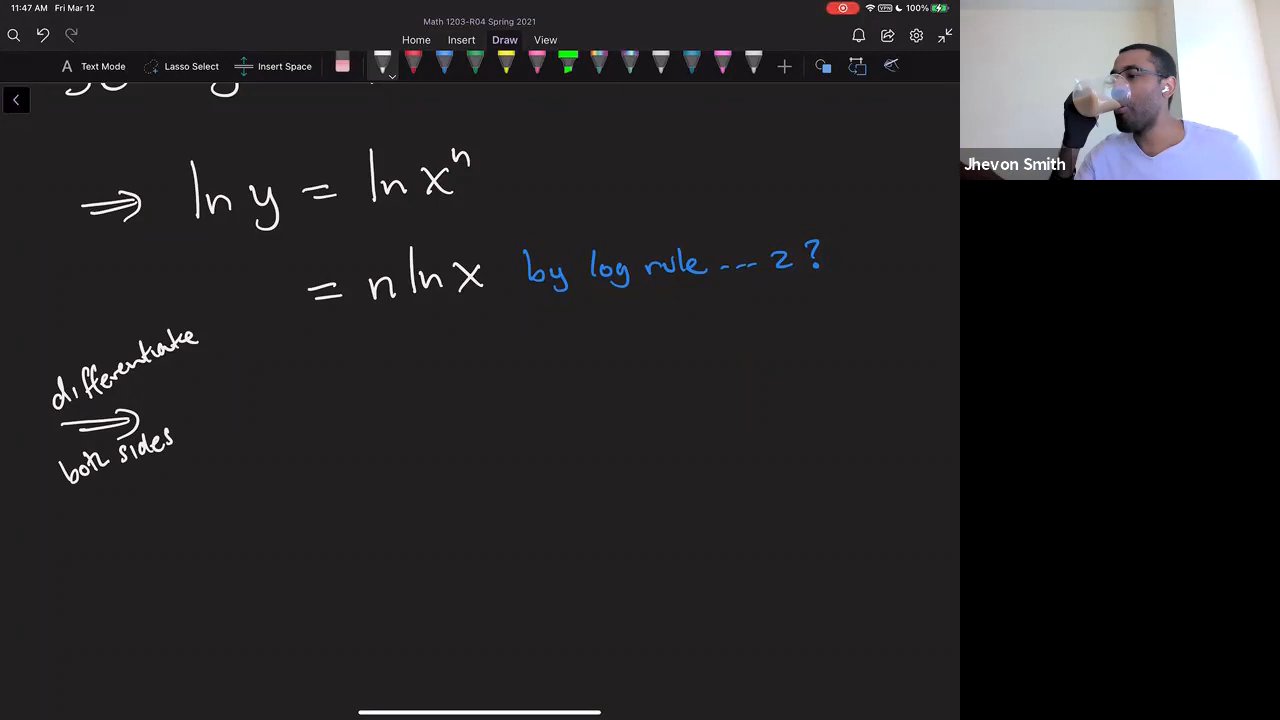 11:47 AM Fri Mar 12
100%
Math 1203-R04 Spring 2021
Home Insert Draw View
Text Mode Lasso Select Insert Space
Jhevon Smith
⇒ ln y = ln xⁿ
= n ln x by log rule --- 2 ?
differentiate
⇒
both sides